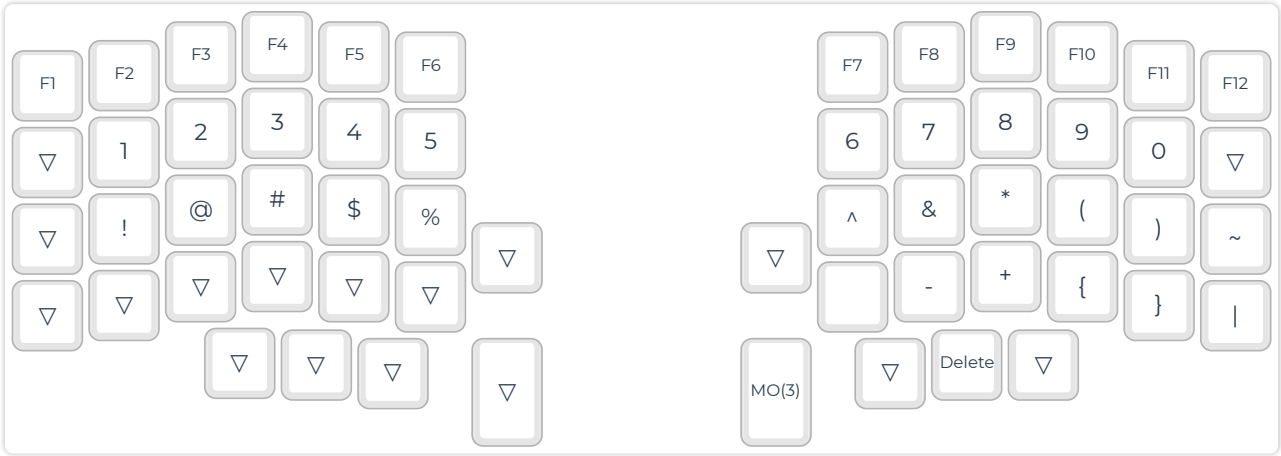 F1 F2 F3 F4 F5 F6 F7 F8 F9 F10 F11 F12
▽ 1 2 3 4 5 6 7 8 9 0 ▽
▽ ! @ # $ % ^ & * ( ) ~
▽ ▽ ▽ ▽ ▽ ▽ ▽ ▽ - + { } |
▽ ▽ ▽ ▽ MO(3) ▽ Delete ▽